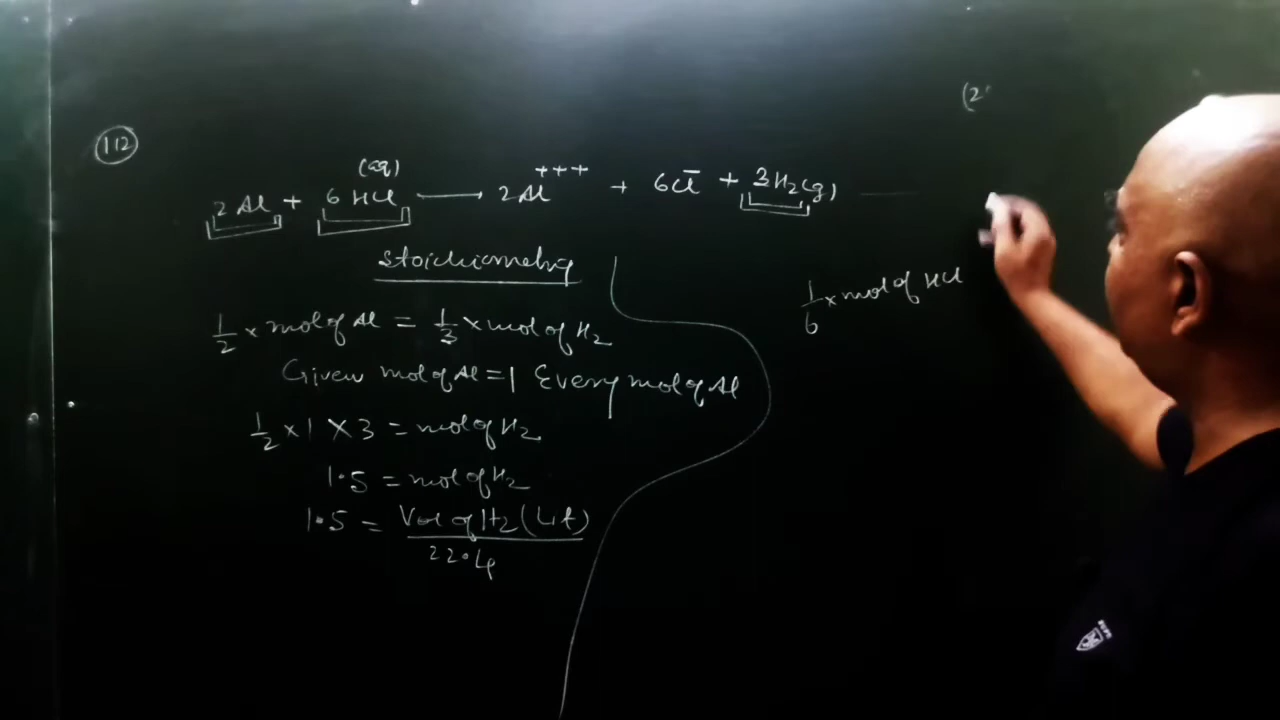 (2
112
(aq)
2Al + 6HCl ⟶ 2Al⁺⁺⁺ + 6Cl⁻ + 3H₂(g)
Stoichiometry
1/2 × mol of Al = 1/3 × mol of H₂
Given mol of Al = 1 Every mol of Al
1/2 × 1 × 3 = mol of H₂
1.5 = mol of H₂
1.5 = Vol of H₂ (Lit) / 22.4
1/6 × mol of HCl